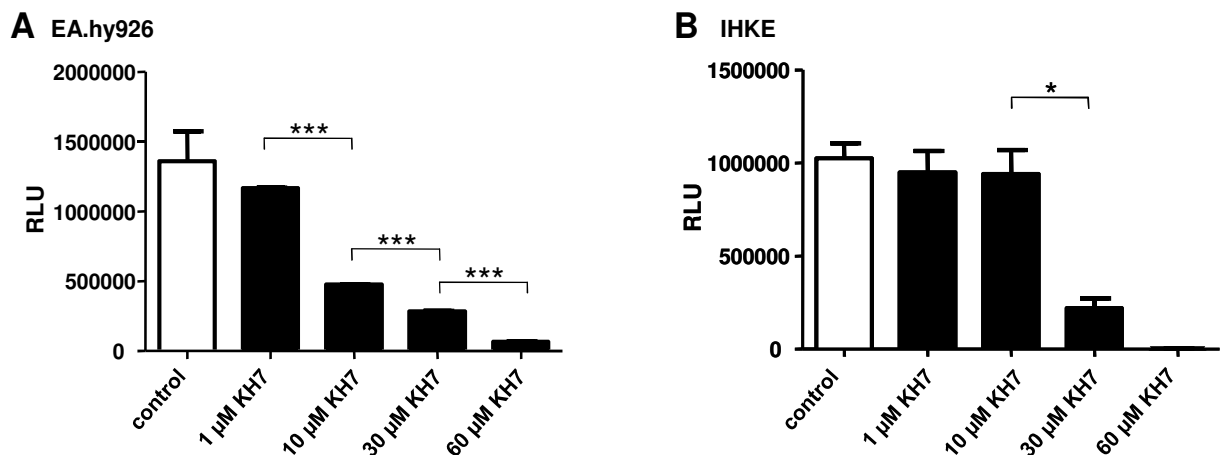 A EA.hy926
2000000
1500000
1000000
500000
0
RLU
***
***
***
control
1 µM KH7
10 µM KH7
30 µM KH7
60 µM KH7
B IHKE
1500000
1000000
500000
0
RLU
*
control
1 µM KH7
10 µM KH7
30 µM KH7
60 µM KH7